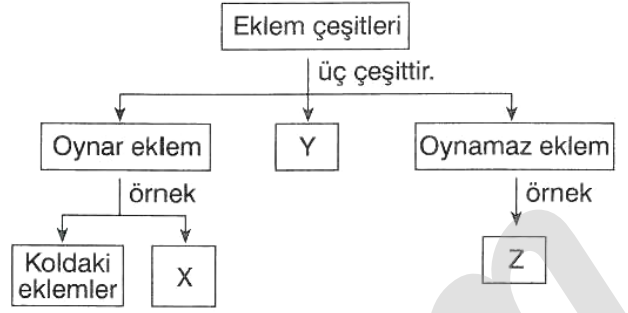 Eklem çeşitleri
üç çeşittir.
Oynar eklem
Y
Oynamaz eklem
örnek
örnek
Koldaki
eklemler
X
Z